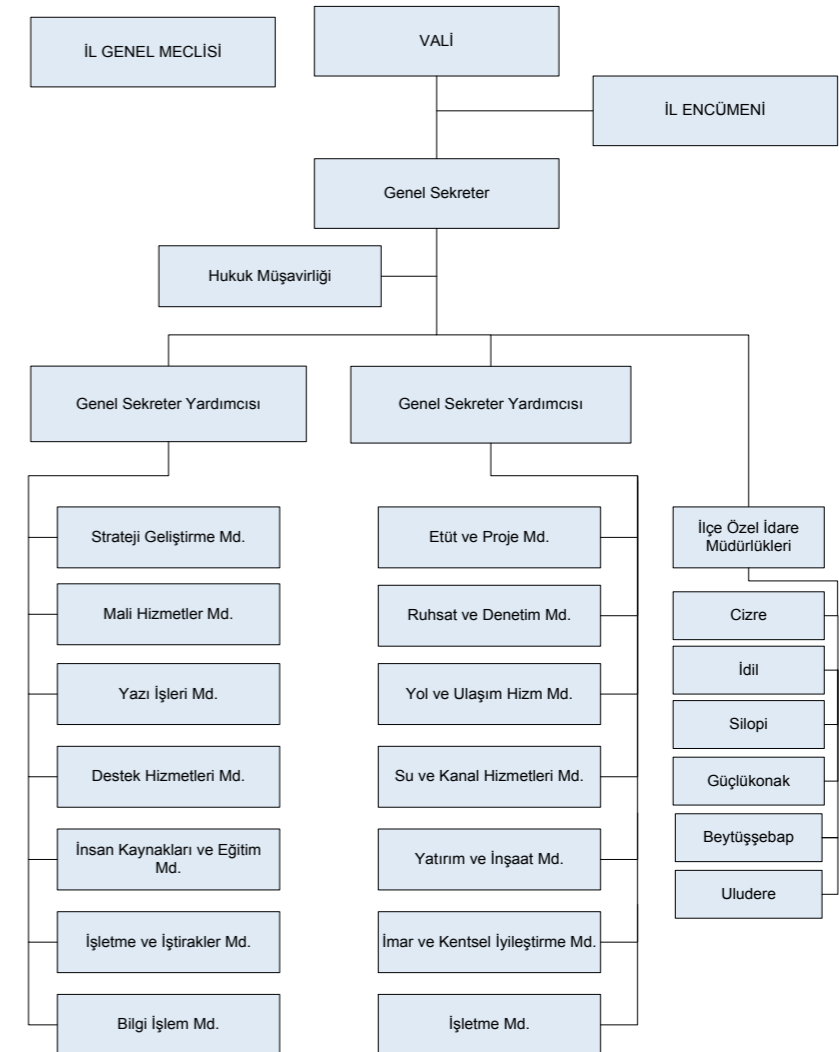 İL GENEL MECLİSİ
VALİ
İL ENCÜMENİ
Genel Sekreter
Hukuk Müşavirliği
Genel Sekreter Yardımcısı
Genel Sekreter Yardımcısı
Strateji Geliştirme Md.
Mali Hizmetler Md.
Yazı İşleri Md.
Destek Hizmetleri Md.
İnsan Kaynakları ve Eğitim
Md.
İşletme ve İştirakler Md.
Bilgi İşlem Md.
Etüt ve Proje Md.
Ruhsat ve Denetim Md.
Yol ve Ulaşım Hizm Md.
Su ve Kanal Hizmetleri Md.
Yatırım ve İnşaat Md.
İmar ve Kentsel İyileştirme Md.
İşletme Md.
İlçe Özel İdare
Müdürlükleri
Cizre
İdil
Silopi
Güçlükonak
Beytüşşebap
Uludere